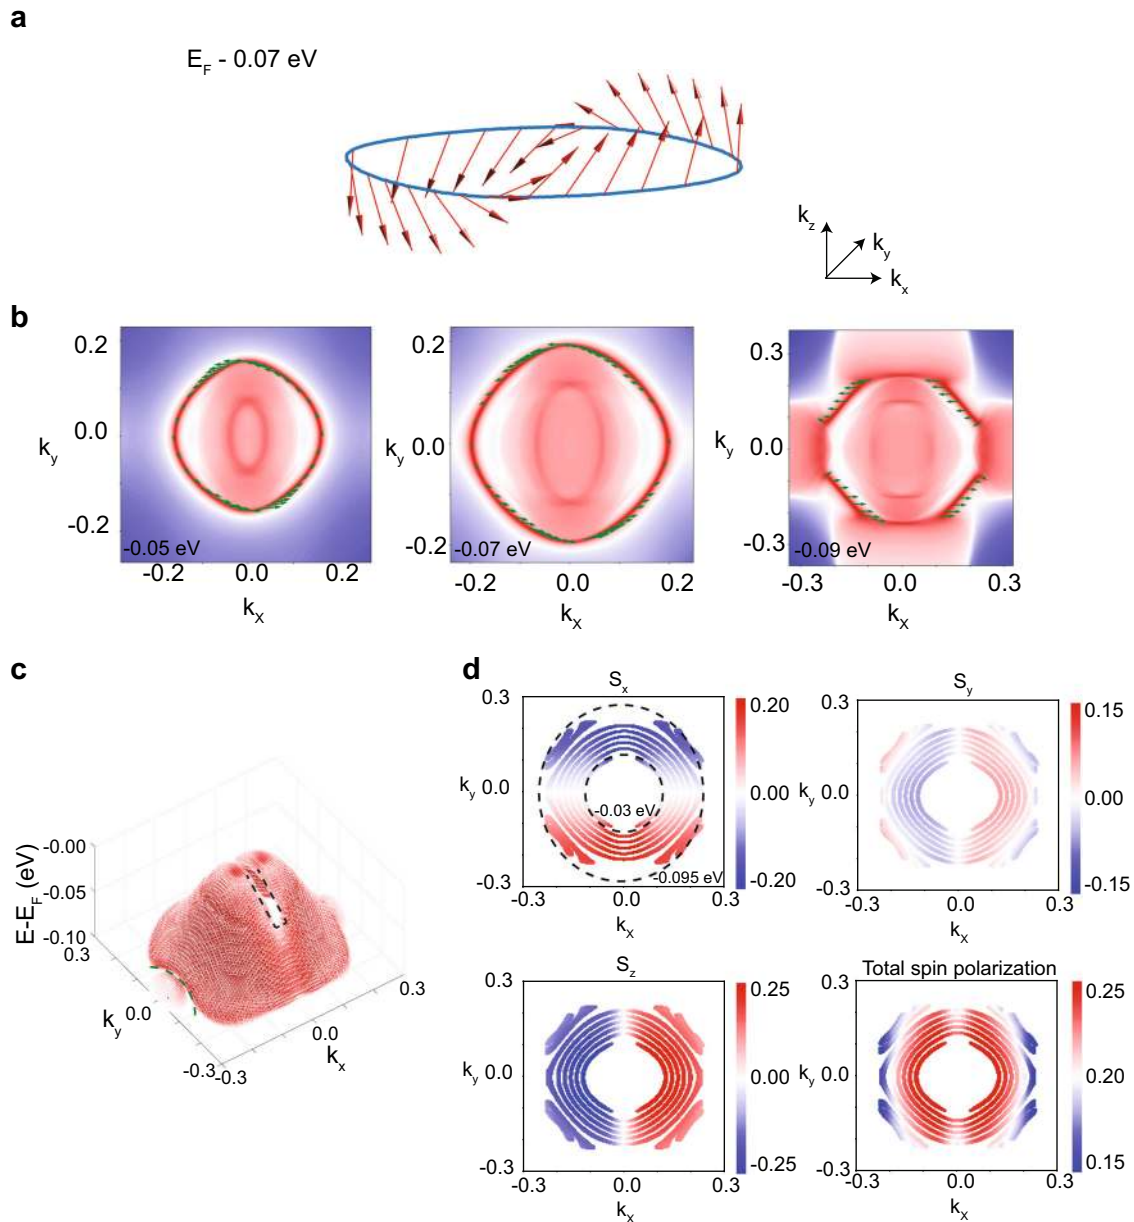 a
E_F - 0.07 eV
k_z
k_y
k_x
b
0.2
0.0
-0.2
k_y
-0.05 eV
-0.2 0.0 0.2
k_X
0.2
0.0
-0.2
k_y
-0.07 eV
-0.2 0.0 0.2
k_X
0.3
0.0
-0.3
k_y
-0.09 eV
-0.3 0.0 0.3
k_X
c
E-E_F (eV)
-0.00
-0.05
-0.10
0.3
0.0
-0.3
k_y
-0.3
0.0
0.3
k_x
d
S_x
0.3
0.0
-0.3
k_y
-0.03 eV
-0.095 eV
-0.3 0.0 0.3
k_X
0.20
0.00
-0.20
S_y
0.3
0.0
-0.3
k_y
-0.3 0.0 0.3
k_X
0.15
0.00
-0.15
S_z
0.3
0.0
-0.3
k_y
-0.3 0.0 0.3
k_X
0.25
0.00
-0.25
Total spin polarization
0.3
0.0
-0.3
k_y
-0.3 0.0 0.3
k_X
0.25
0.20
0.15